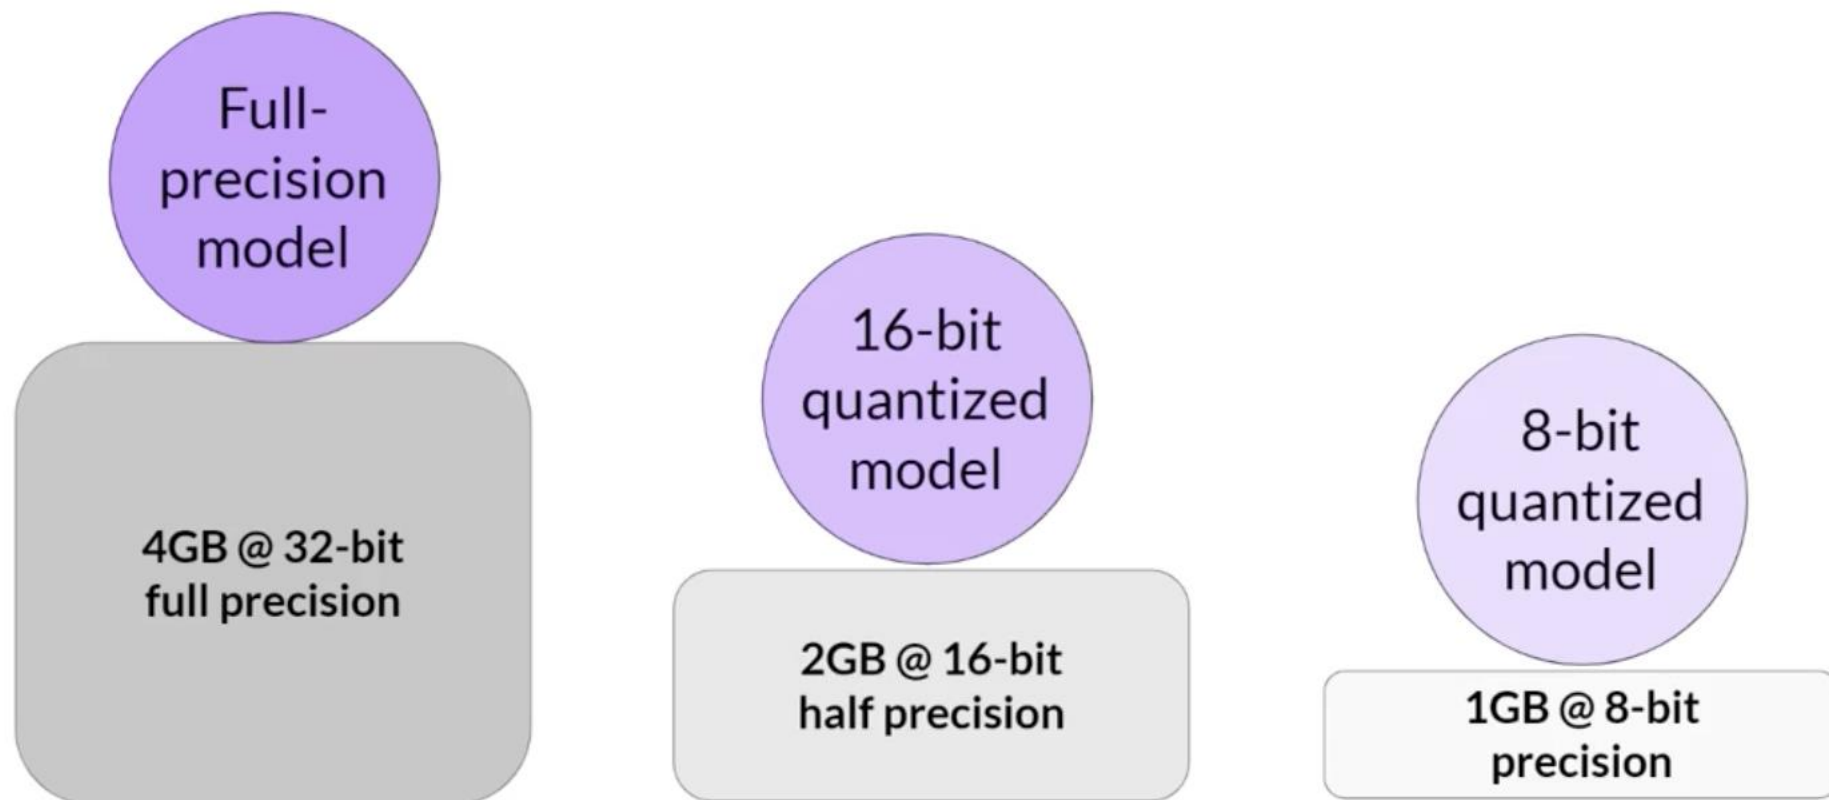 Full-
precision
model
4GB @ 32-bit
full precision
16-bit
quantized
model
2GB @ 16-bit
half precision
8-bit
quantized
model
1GB @ 8-bit
precision